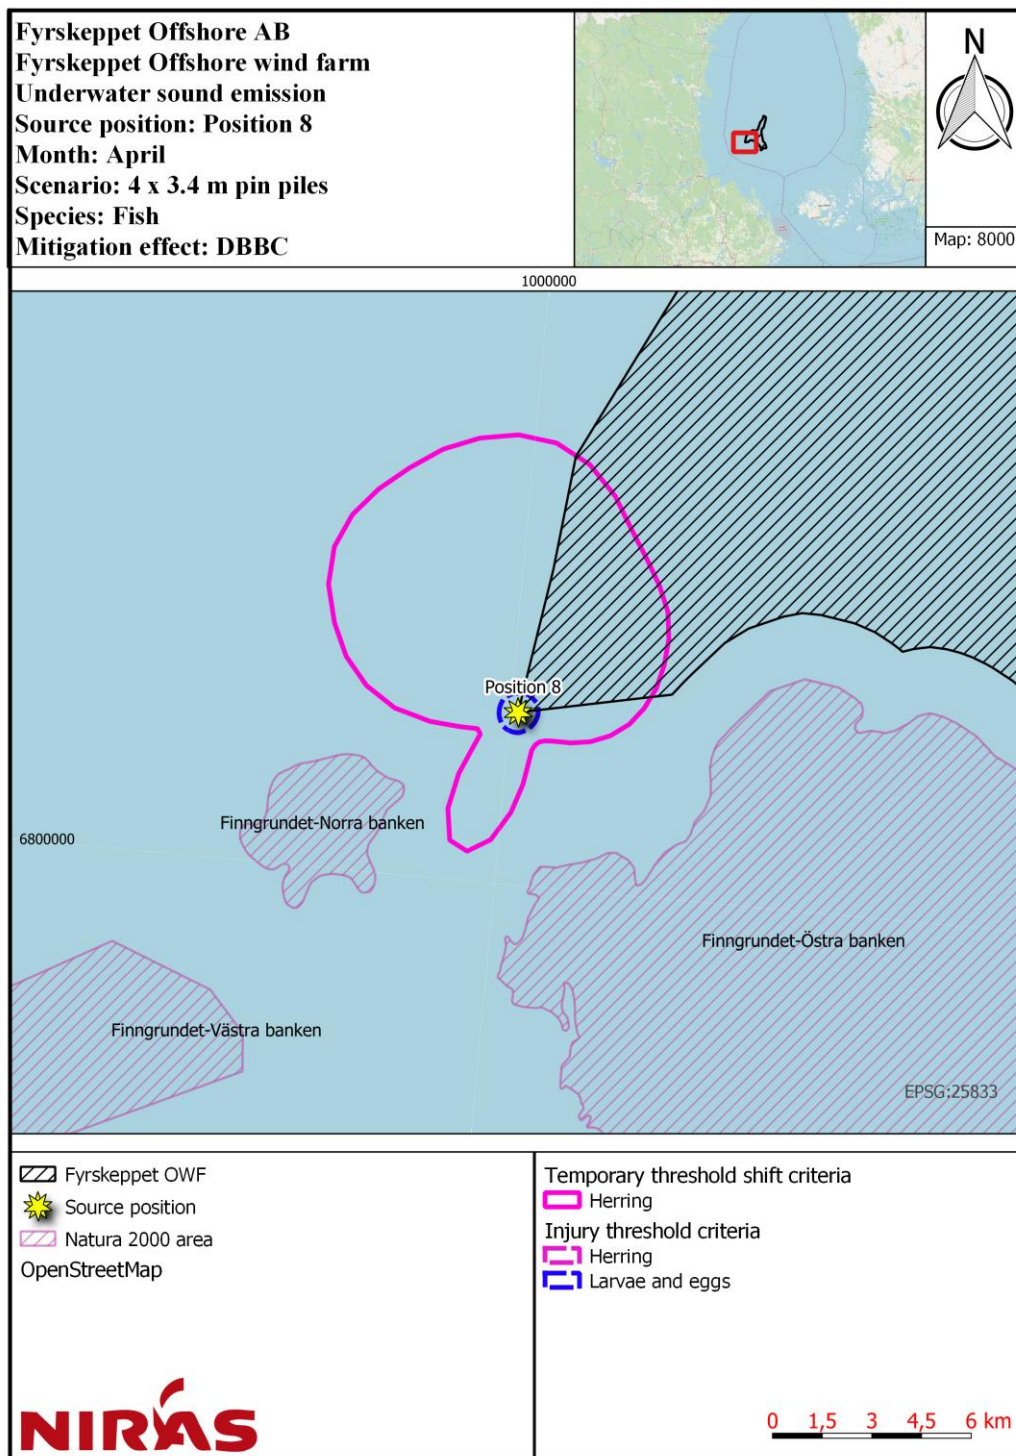 Fyrskeppet Offshore AB
Fyrskeppet Offshore wind farm
Underwater sound emission
Source position: Position 8
Month: April
Scenario: 4 x 3.4 m pin piles
Species: Fish
Mitigation effect: DBBC
N
Map: 8000
1000000
Position 8
Finngrundet-Norra banken
6800000
Finngrundet-Östra banken
Finngrundet-Västra banken
EPSG:25833
Fyrskeppet OWF
Source position
Natura 2000 area
OpenStreetMap
Temporary threshold shift criteria
Herring
Injury threshold criteria
Herring
Larvae and eggs
NIRAS
0 1,5 3 4,5 6 km